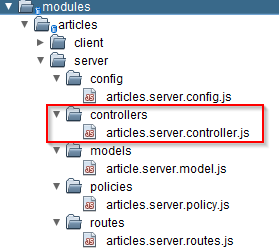 modules
articles
client
server
config
articles.server.config.js
controllers
articles.server.controller.js
models
article.server.model.js
policies
articles.server.policy.js
routes
articles.server.routes.js